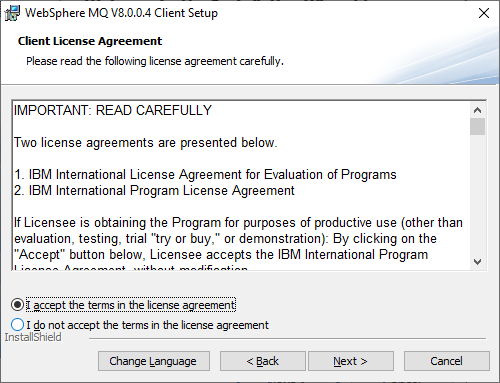 WebSphere MQ V8.0.0.4 Client Setup
Client License Agreement
Please read the following license agreement carefully.
IMPORTANT: READ CAREFULLY
Two license agreements are presented below.
1. IBM International License Agreement for Evaluation of Programs
2. IBM International Program License Agreement
If Licensee is obtaining the Program for purposes of productive use (other than
evaluation, testing, trial "try or buy," or demonstration): By clicking on the
"Accept" button below, Licensee accepts the IBM International Program
License Agreement, without modification.
I accept the terms in the license agreement
I do not accept the terms in the license agreement
InstallShield
Change Language
< Back
Next >
Cancel